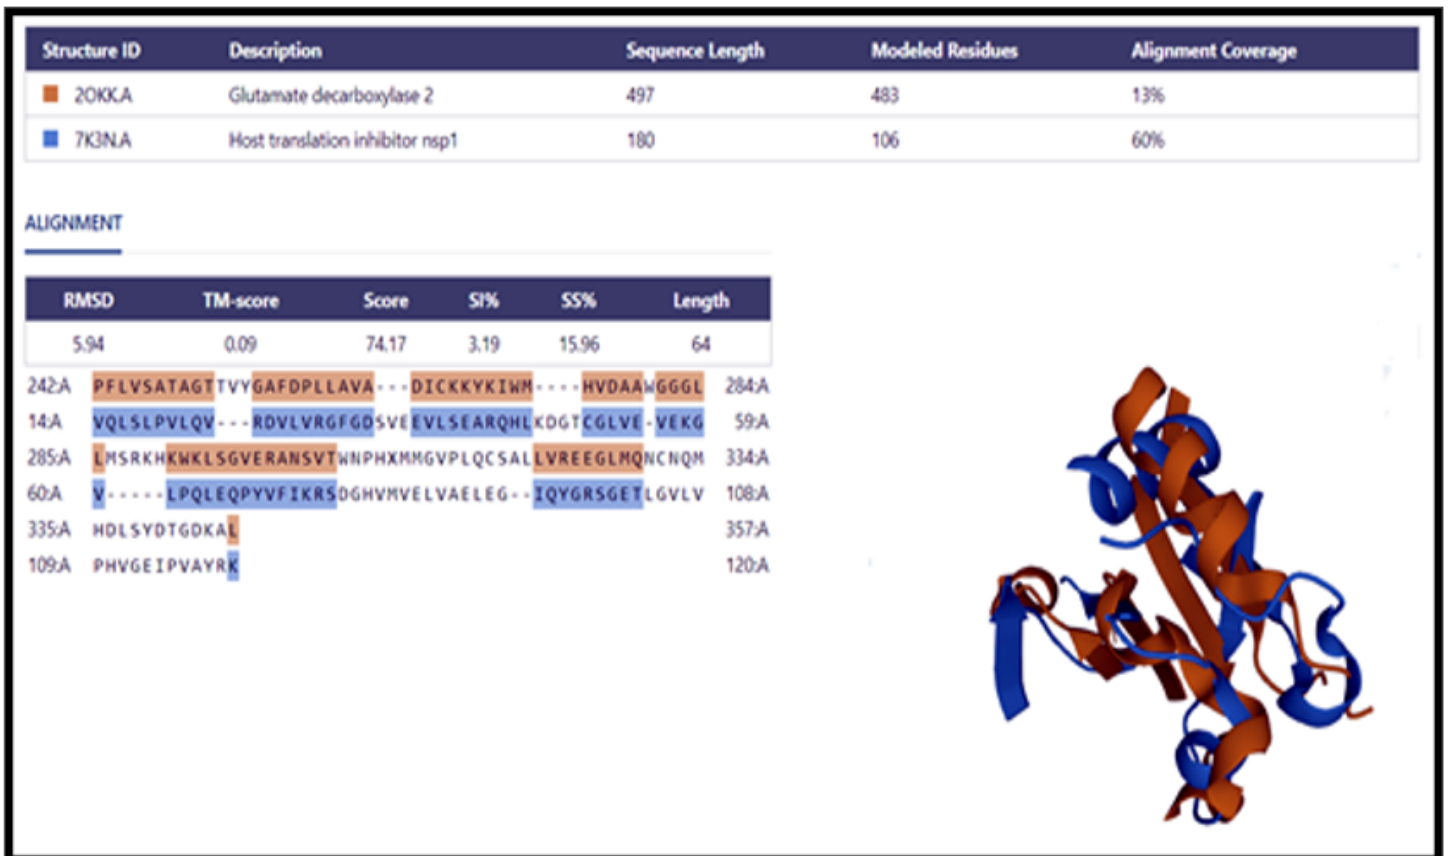 Structure ID Description Sequence Length Modeled Residues Alignment Coverage
2OKK.A Glutamate decarboxylase 2 497 483 13%
7K3N.A Host translation inhibitor nsp1 180 106 60%
ALIGNMENT
RMSD TM-score Score SI% SS% Length
5.94 0.09 74.17 3.19 15.96 64
242:A PFLVSATAGTTVYGAFDPLLAVA---DICKKYKIWM----HVDAAWGGGL 284:A
14:A VQLSLPVLQV---RDVLVRGFGDSVEEVLSEARQHLKDGTCGLVE-VEKG 59:A
285:A LMSRKHKWKLSGVERANSVTWNPHXMMGVPLQCSALLVREEGLMQNCNQM 334:A
60:A V-----LPQLEQPYVFIKRSDGHVMVELVAELEG--IQYGRSGETLGVLV 108:A
335:A HDLSYDTGDKAL 357:A
109:A PHVGEIPVAYRK 120:A